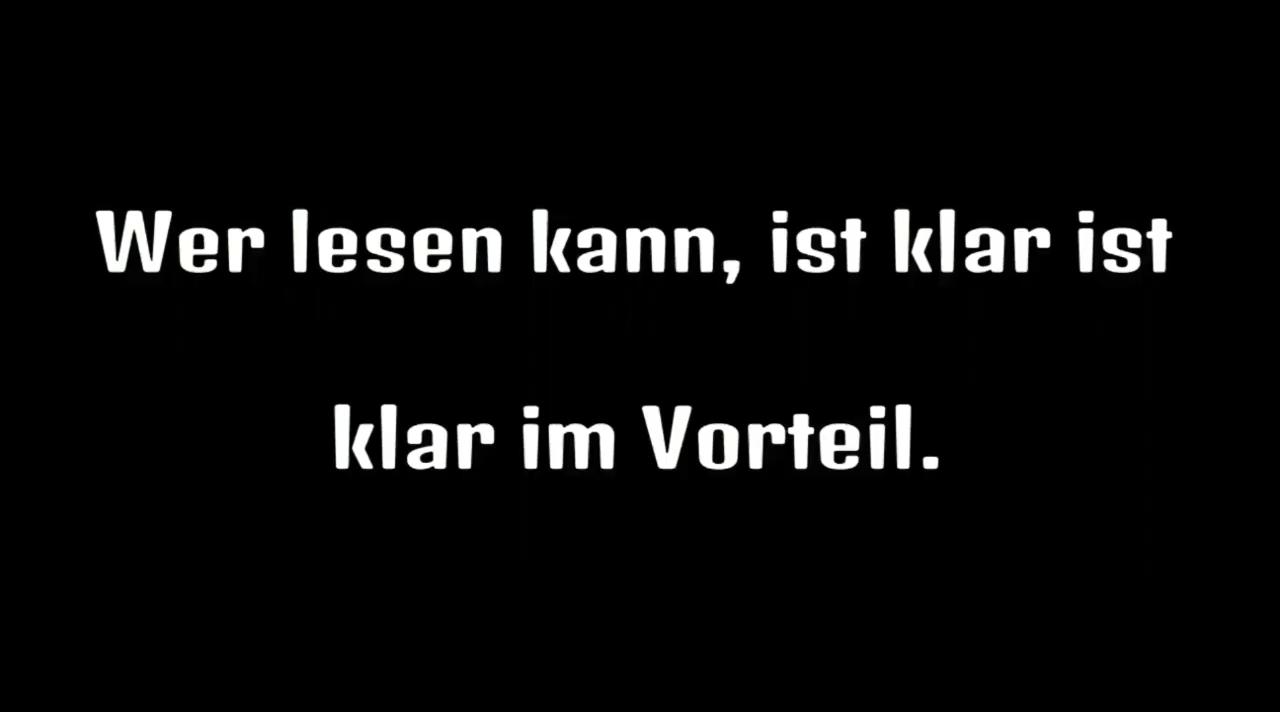 Wer lesen kann, ist klar ist
klar im Vorteil.